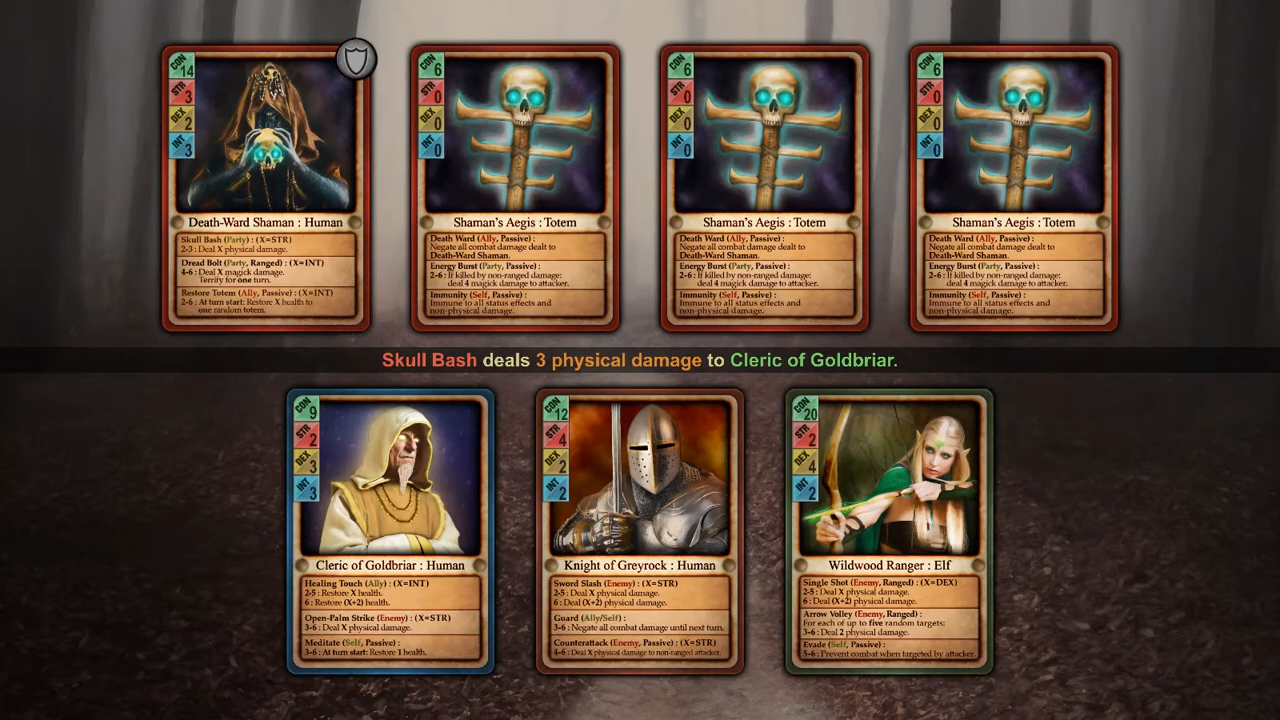 CON 14
STR 3
DEX 2
INT 3
Death-Ward Shaman : Human
Skull Bash (Party) : (X=STR)
2-3 : Deal X physical damage.
Dread Bolt (Party, Ranged) : (X=INT)
4-6 : Deal X magick damage.
Terrify for one turn.
Restore Totem (Ally, Passive) : (X=INT)
2-6 : At turn start: Restore X health to
one random totem.
CON 6
STR 0
DEX 0
INT 0
Shaman's Aegis : Totem
Death Ward (Ally, Passive) :
Negate all combat damage dealt to
Death-Ward Shaman.
Energy Burst (Party, Passive) :
2-6 : If killed by non-ranged damage:
deal 4 magick damage to attacker.
Immunity (Self, Passive) :
Immune to all status effects and
non-physical damage.
CON 6
STR 0
DEX 0
INT 0
Shaman's Aegis : Totem
Death Ward (Ally, Passive) :
Negate all combat damage dealt to
Death-Ward Shaman.
Energy Burst (Party, Passive) :
2-6 : If killed by non-ranged damage:
deal 4 magick damage to attacker.
Immunity (Self, Passive) :
Immune to all status effects and
non-physical damage.
CON 6
STR 0
DEX 0
INT 0
Shaman's Aegis : Totem
Death Ward (Ally, Passive) :
Negate all combat damage dealt to
Death-Ward Shaman.
Energy Burst (Party, Passive) :
2-6 : If killed by non-ranged damage:
deal 4 magick damage to attacker.
Immunity (Self, Passive) :
Immune to all status effects and
non-physical damage.
Skull Bash deals 3 physical damage to Cleric of Goldbriar.
CON 9
STR 2
DEX 3
INT 3
Cleric of Goldbriar : Human
Healing Touch (Ally) : (X=INT)
2-5 : Restore X health.
6 : Restore (X+2) health.
Open-Palm Strike (Enemy) : (X=STR)
3-6 : Deal X physical damage.
Meditate (Self, Passive) :
3-6 : At turn start: Restore 1 health.
CON 12
STR 4
DEX 2
INT 2
Knight of Greyrock : Human
Sword Slash (Enemy) : (X=STR)
2-5 : Deal X physical damage.
6 : Deal (X+2) physical damage.
Guard (Ally/Self) :
3-6 : Negate all combat damage until next turn.
Counterattack (Enemy, Passive) : (X=STR)
4-6 : Deal X physical damage to non-ranged attacker.
CON 20
STR 2
DEX 4
INT 2
Wildwood Ranger : Elf
Single Shot (Enemy, Ranged) : (X=DEX)
2-5 : Deal X physical damage.
6 : Deal (X+2) physical damage.
Arrow Volley (Enemy, Ranged) :
For each of up to five random targets:
3-6 : Deal 2 physical damage.
Evade (Self, Passive) :
5-6 : Prevent combat when targeted by attacker.